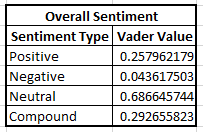 Overall Sentiment
Sentiment Type Vader Value
Positive 0.257962179
Negative 0.043617503
Neutral 0.686645744
Compound 0.292655823